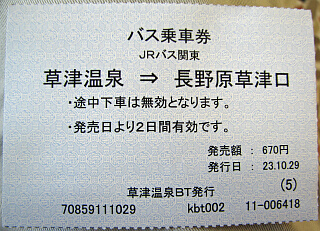 バス乗車券
JRバス関東
草津温泉 ⇒ 長野原草津口
・途中下車は無効となります。
・発売日より2日間有効です。
発売額 : 670円
発行日 : 23.10.29
(5)
草津温泉BT発行
70859111029 kbt002 11-006418